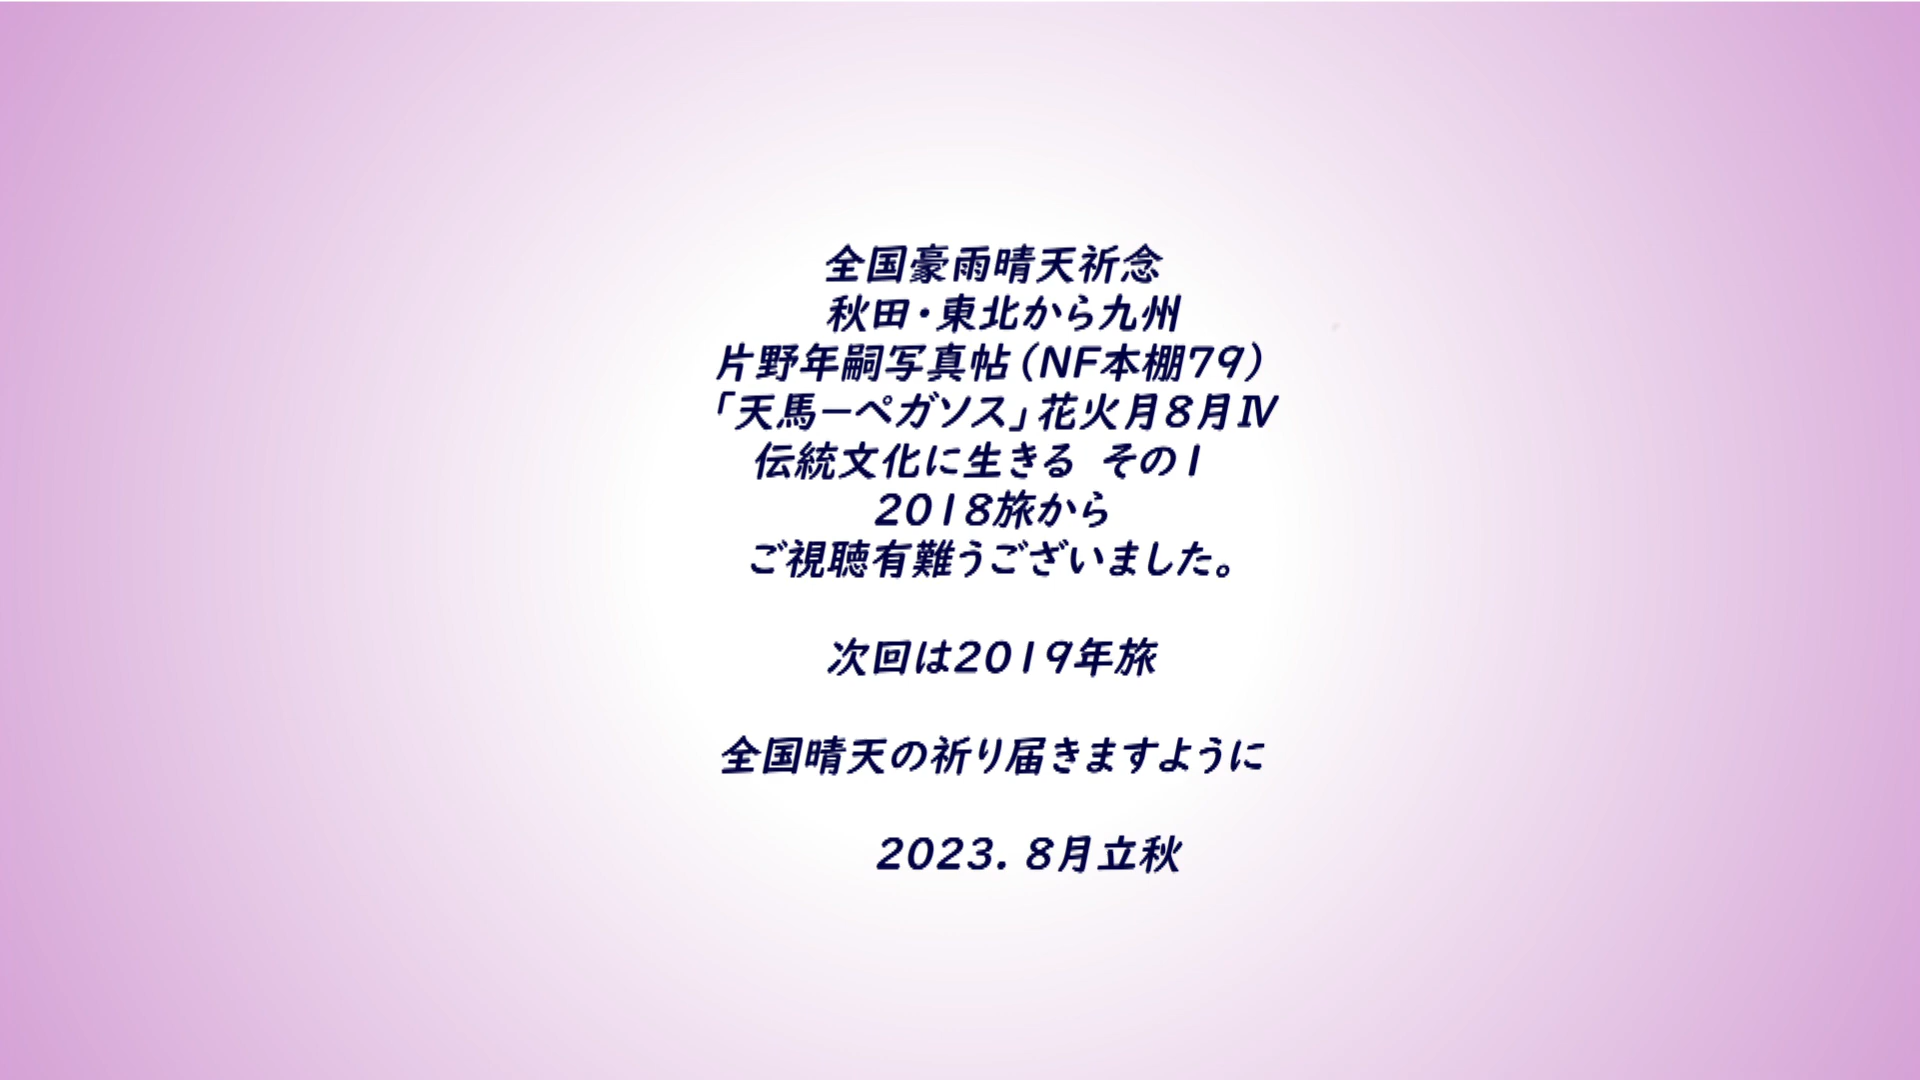 全国豪雨晴天祈念
秋田・東北から九州
片野年嗣写真帖（NF本棚79）
「天馬－ペガソス」花火月8月Ⅳ
伝統文化に生きる その1
2018旅から
ご視聴有難うございました。
次回は2019年旅
全国晴天の祈り届きますように
2023. 8月立秋